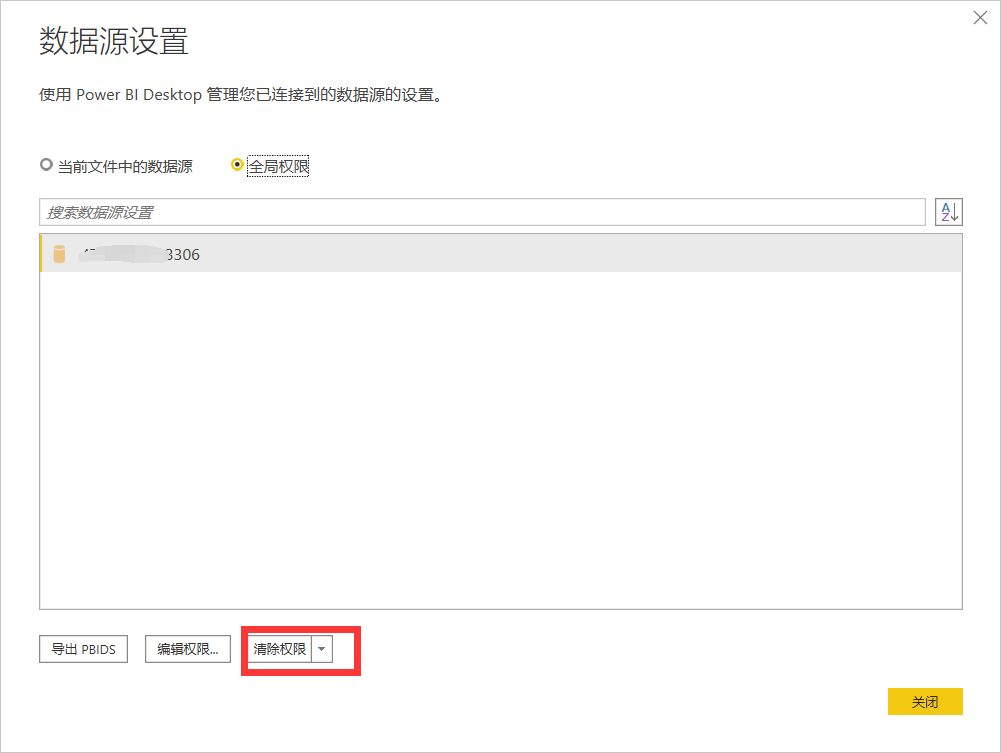 数据源设置
使用 Power BI Desktop 管理您已连接到的数据源的设置。
当前文件中的数据源 全局权限
搜索数据源设置
AZ
3306
导出 PBIDS 编辑权限... 清除权限
关闭